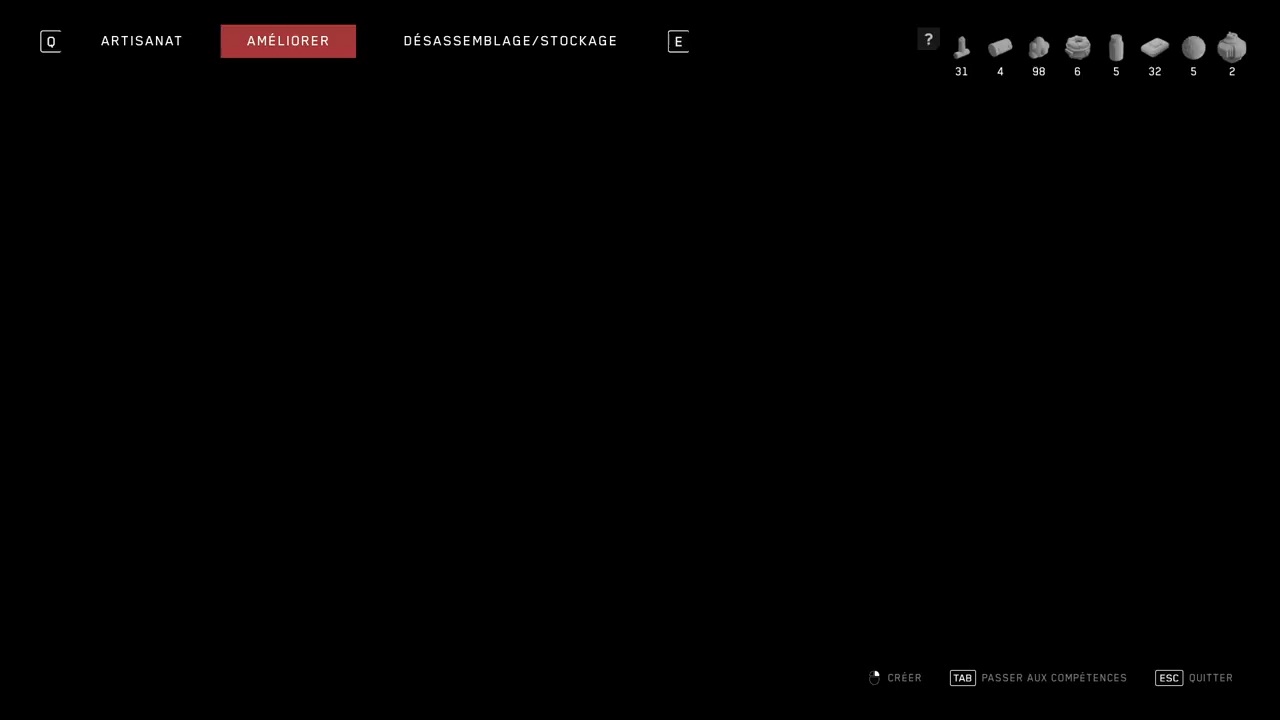 Q ARTISANAT AMÉLIORER DÉSASSEMBLAGE/STOCKAGE E ?
31 4 98 6 5 32 5 2
CRÉER TAB PASSER AUX COMPÉTENCES ESC QUITTER